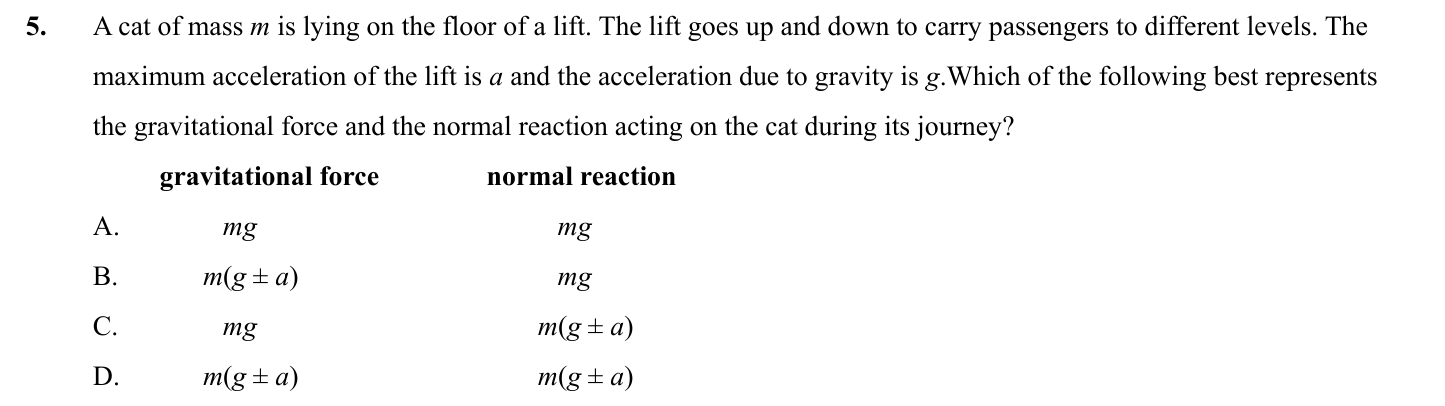 5. A cat of mass m is lying on the floor of a lift. The lift goes up and down to carry passengers to different levels. The
maximum acceleration of the lift is a and the acceleration due to gravity is g.Which of the following best represents
the gravitational force and the normal reaction acting on the cat during its journey?
gravitational force normal reaction
A. mg mg
B. m(g ± a) mg
C. mg m(g ± a)
D. m(g ± a) m(g ± a)